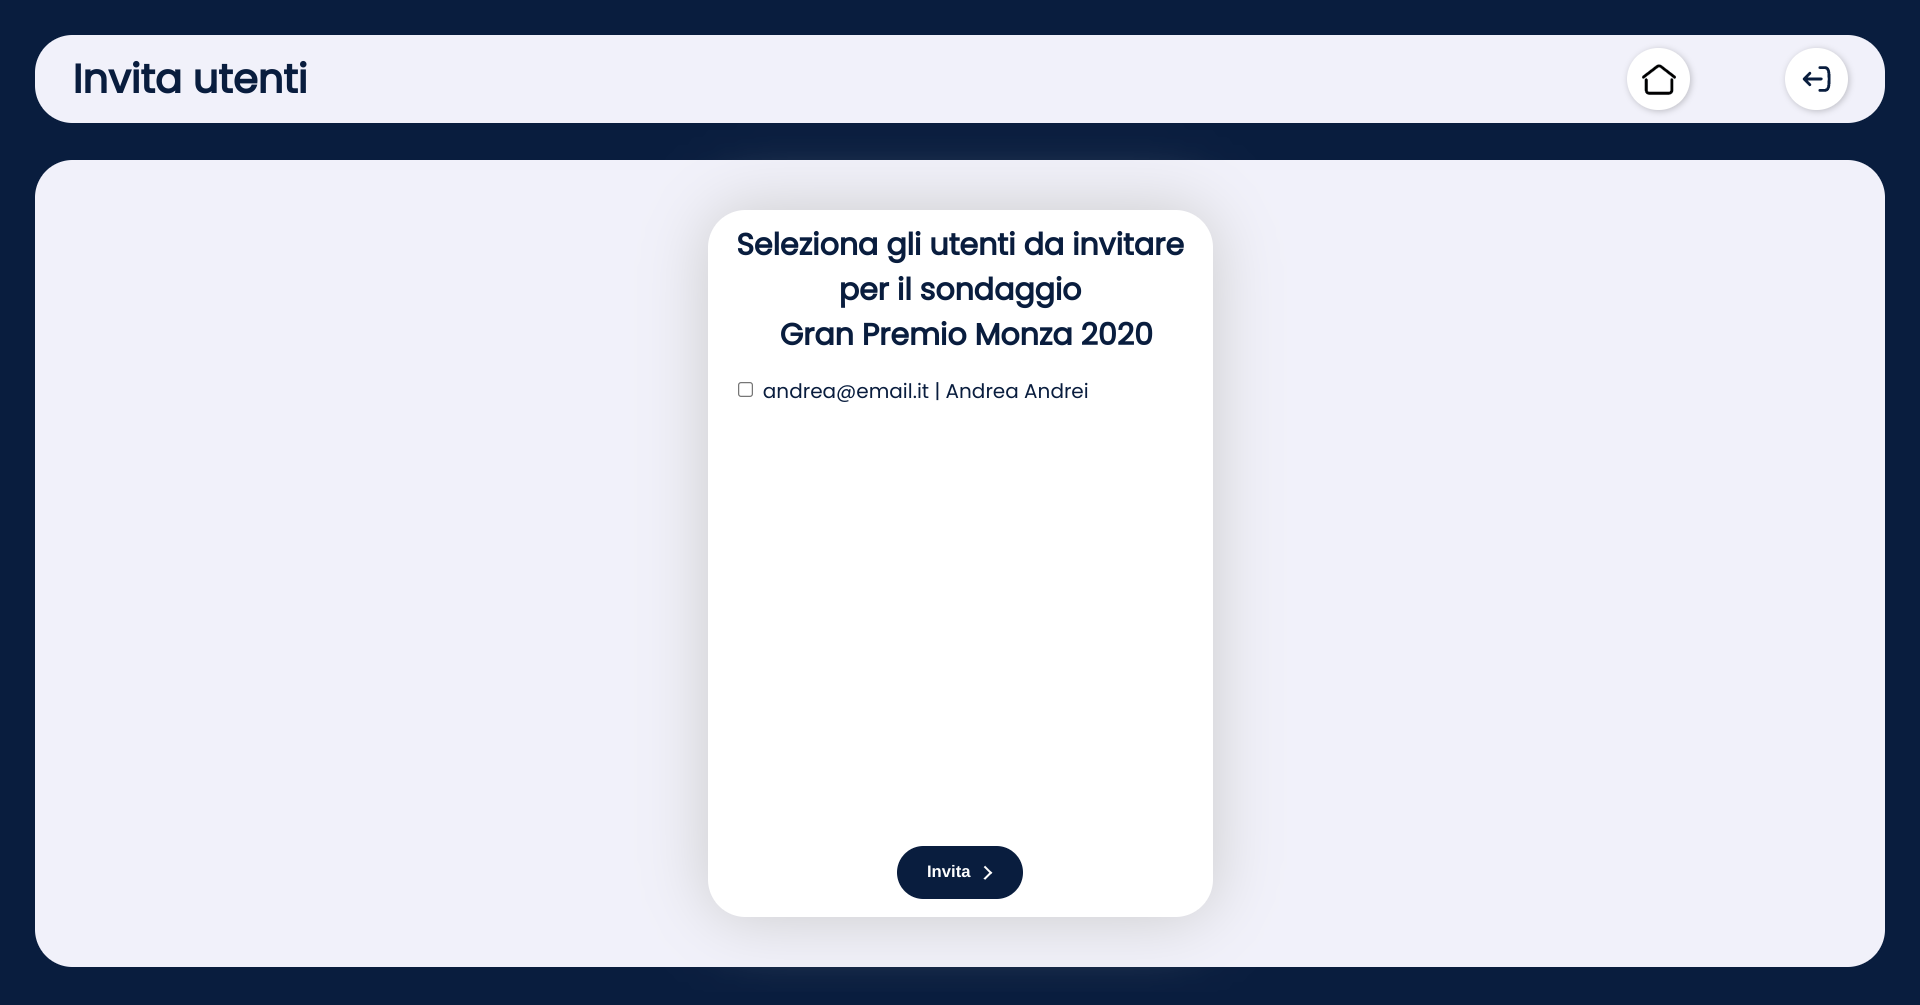 Invita utenti
Seleziona gli utenti da invitare
per il sondaggio
Gran Premio Monza 2020
andrea@email.it | Andrea Andrei
Invita